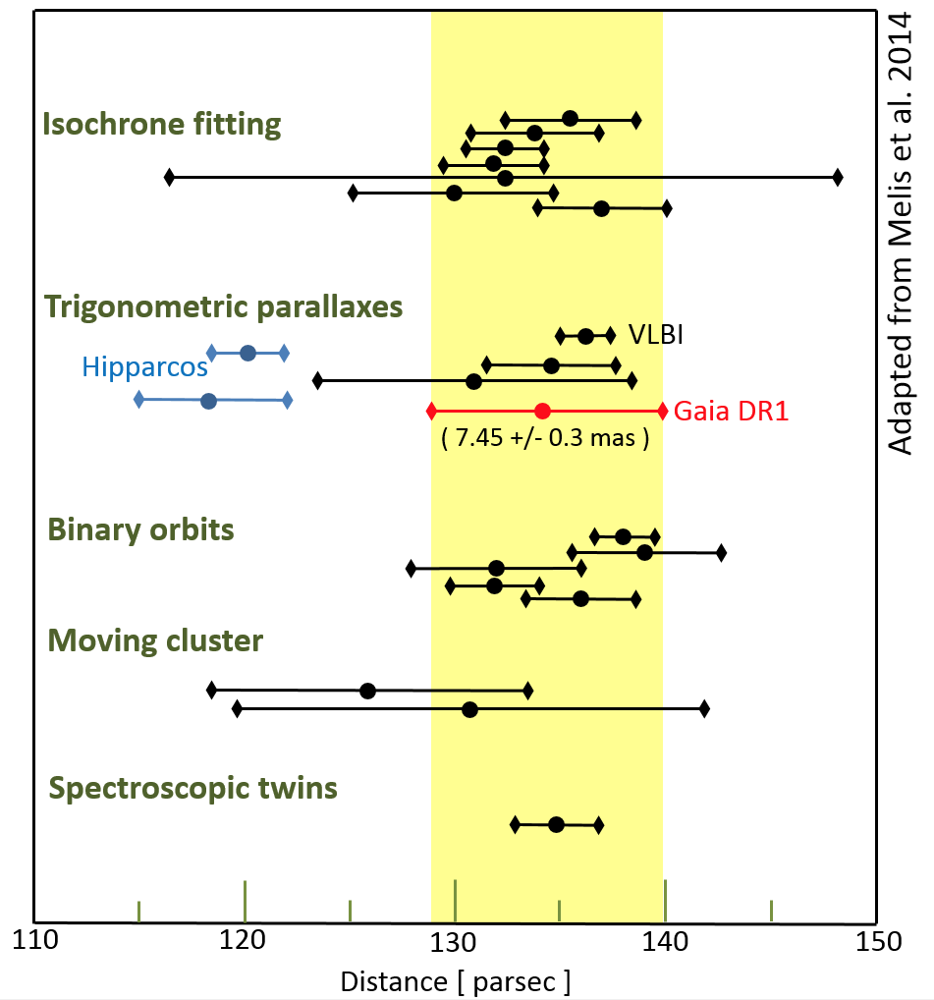 Adapted from Melis et al. 2014
Isochrone fitting
Trigonometric parallaxes
VLBI
Hipparcos
Gaia DR1
( 7.45 +/- 0.3 mas )
Binary orbits
Moving cluster
Spectroscopic twins
110 120 130 140 150
Distance [ parsec ]